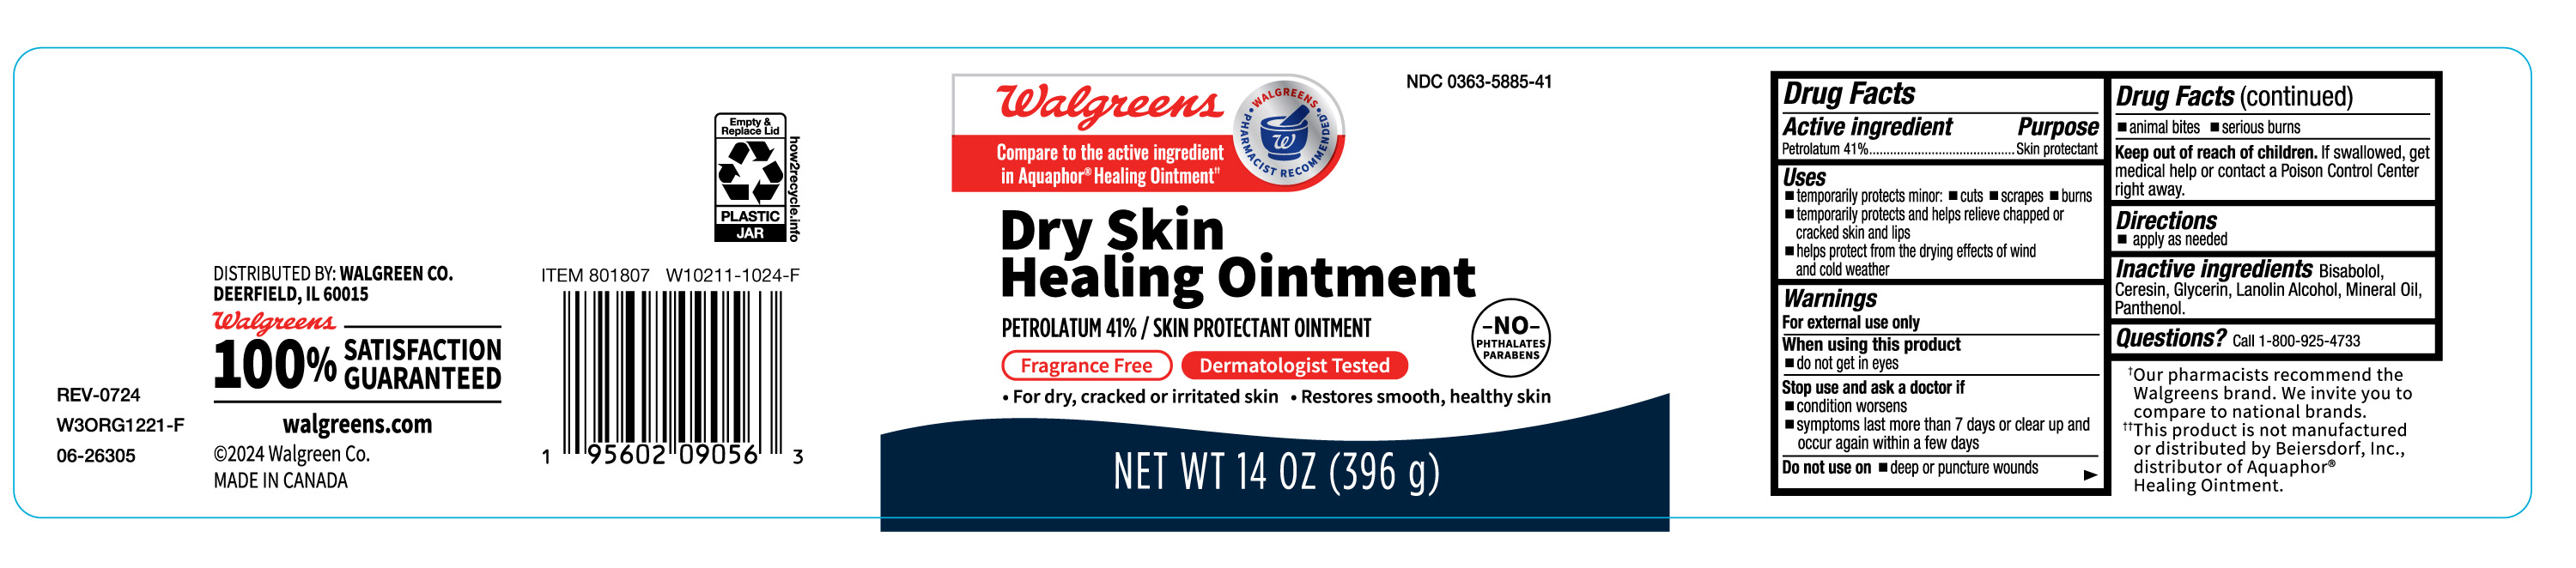 Empty &
Replace Lid
how2recycle.info
PLASTIC
JAR
DISTRIBUTED BY: WALGREEN CO.
DEERFIELD, IL 60015
Walgreens
100% SATISFACTION
GUARANTEED
walgreens.com
©2024 Walgreen Co.
MADE IN CANADA
REV-0724
W3ORG1221-F
06-26305
ITEM 801807 W10211-1024-F
1 95602 09056 3
NDC 0363-5885-41
Walgreens
Compare to the active ingredient
in Aquaphor® Healing Ointment††
• WALGREENS •
PHARMACIST RECOMMENDED†
W
Dry Skin
Healing Ointment
PETROLATUM 41% / SKIN PROTECTANT OINTMENT
–NO–
PHTHALATES
PARABENS
Fragrance Free Dermatologist Tested
• For dry, cracked or irritated skin • Restores smooth, healthy skin
NET WT 14 OZ (396 g)
Drug Facts
Active ingredient Purpose
Petrolatum 41%............................................Skin protectant
Uses
■ temporarily protects minor: ■ cuts ■ scrapes ■ burns
■ temporarily protects and helps relieve chapped or
cracked skin and lips
■ helps protect from the drying effects of wind
and cold weather
Warnings
For external use only
When using this product
■ do not get in eyes
Stop use and ask a doctor if
■ condition worsens
■ symptoms last more than 7 days or clear up and
occur again within a few days
Do not use on ■ deep or puncture wounds
Drug Facts (continued)
■ animal bites ■ serious burns
Keep out of reach of children. If swallowed, get
medical help or contact a Poison Control Center
right away.
Directions
■ apply as needed
Inactive ingredients Bisabolol,
Ceresin, Glycerin, Lanolin Alcohol, Mineral Oil,
Panthenol.
Questions? Call 1-800-925-4733
†Our pharmacists recommend the
Walgreens brand. We invite you to
compare to national brands.
††This product is not manufactured
or distributed by Beiersdorf, Inc.,
distributor of Aquaphor®
Healing Ointment.